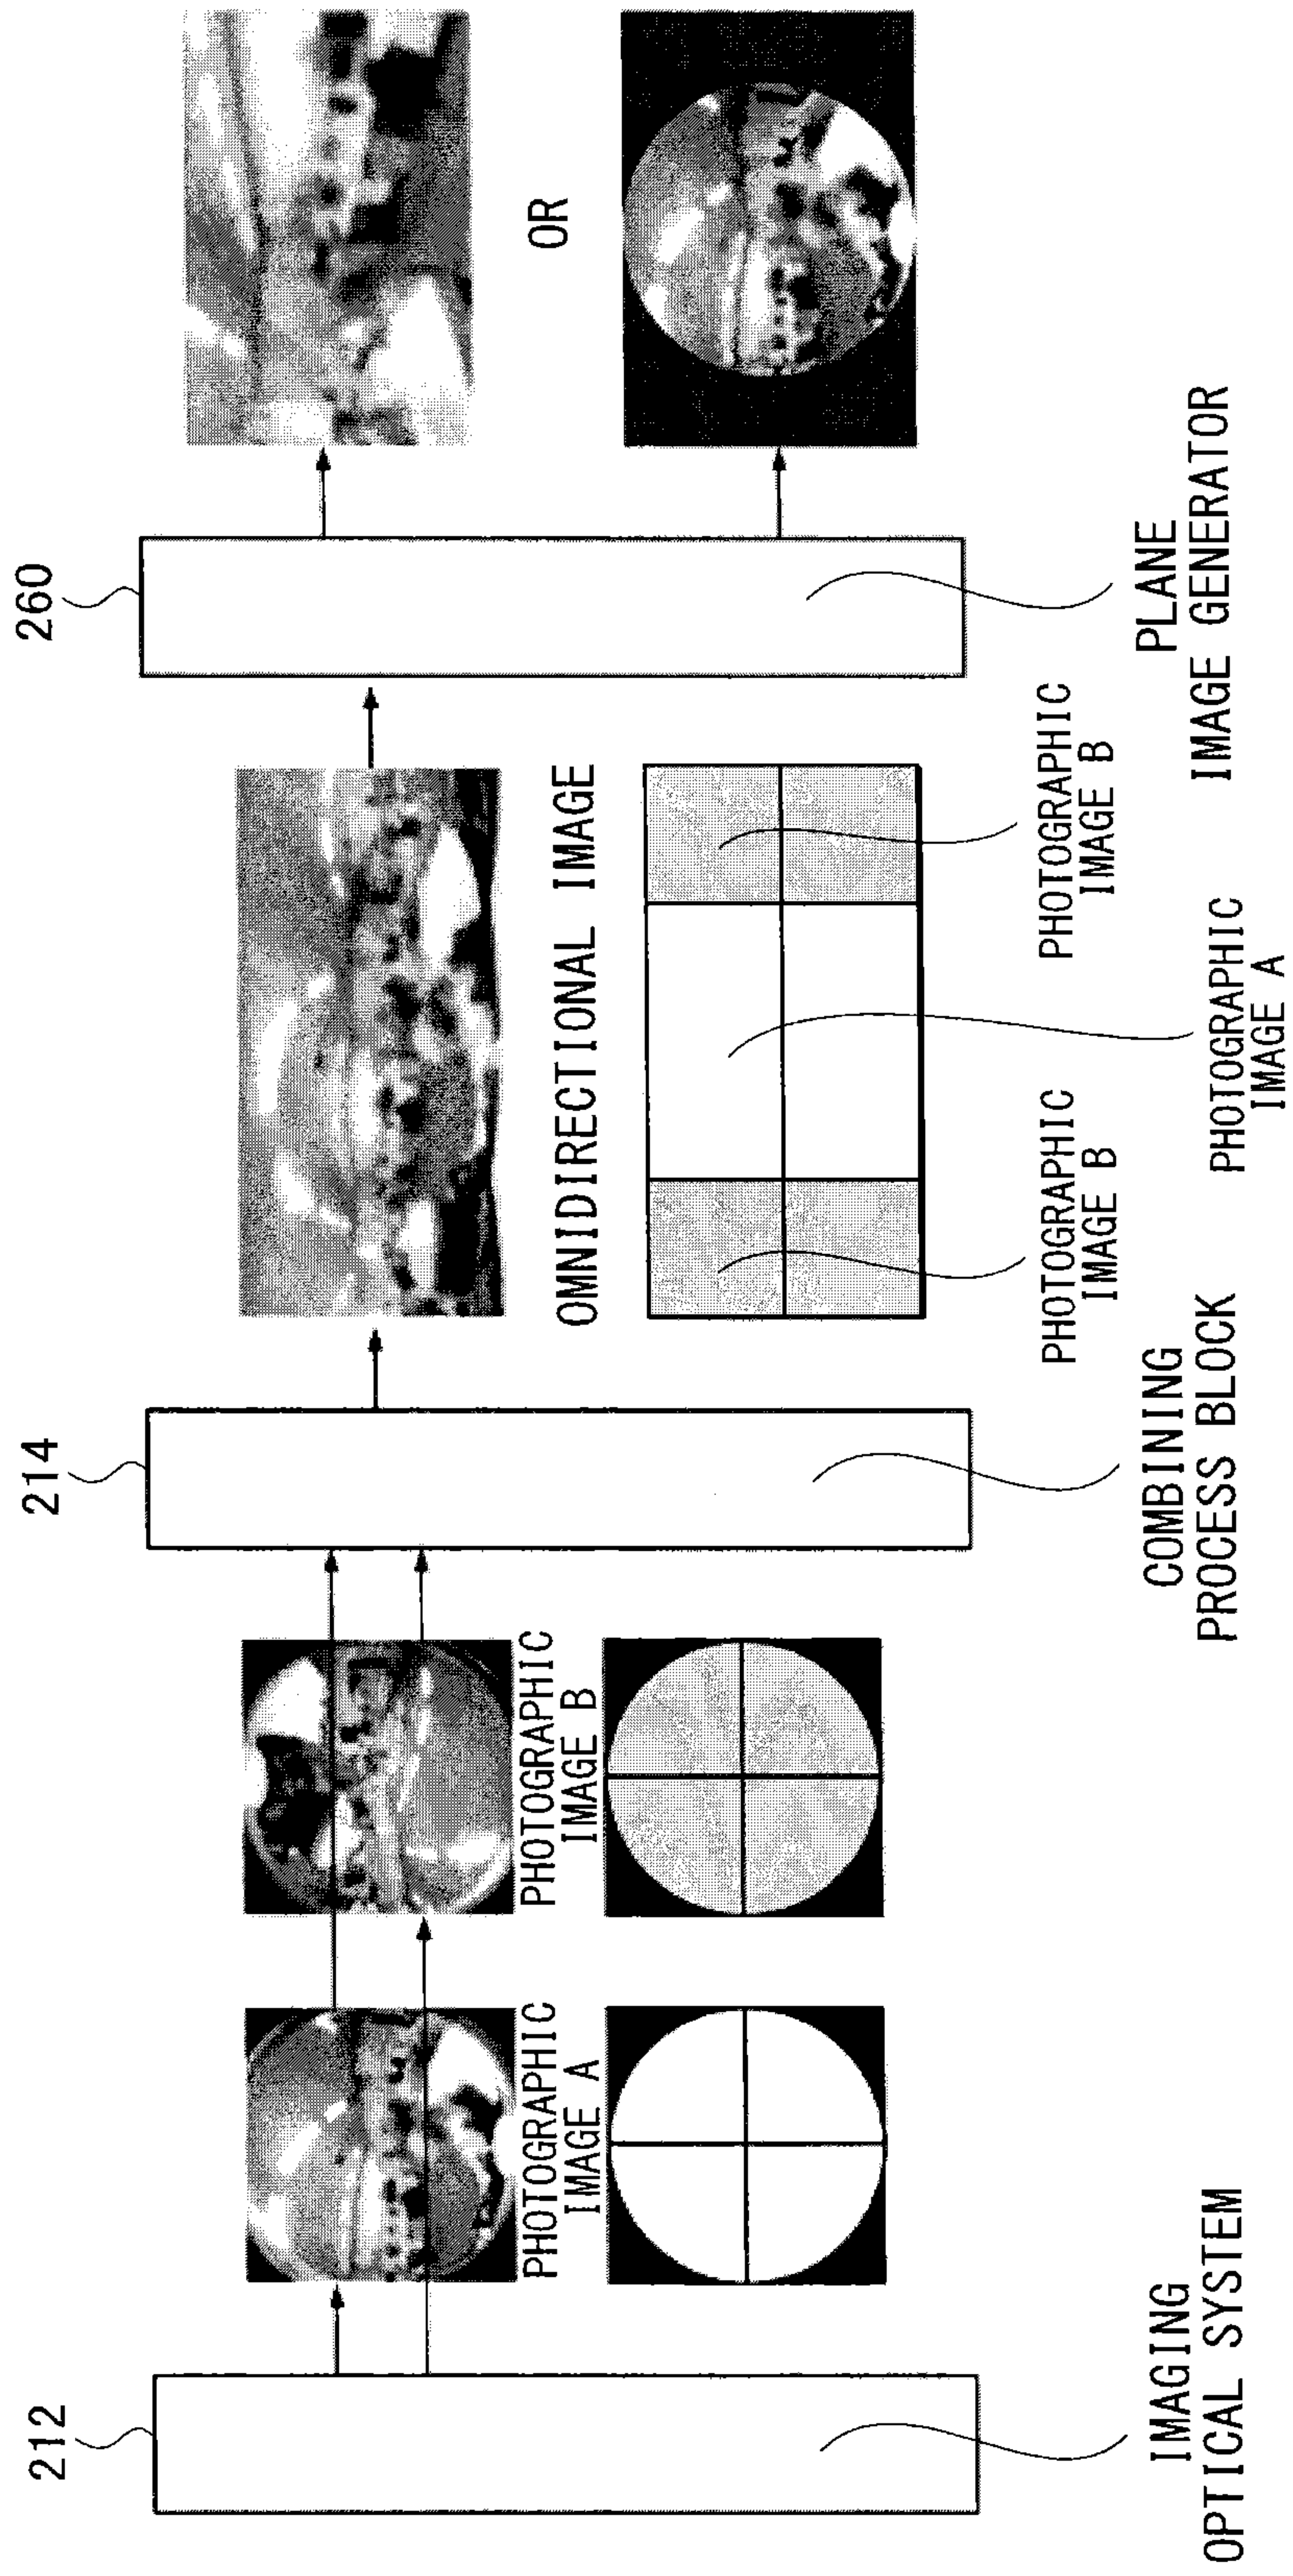 212
IMAGING
OPTICAL SYSTEM
PHOTOGRAPHIC
IMAGE A
PHOTOGRAPHIC
IMAGE B
214
COMBINING
PROCESS BLOCK
OMNIDIRECTIONAL IMAGE
PHOTOGRAPHIC
IMAGE B
PHOTOGRAPHIC
IMAGE A
PHOTOGRAPHIC
IMAGE B
260
PLANE
IMAGE GENERATOR
OR